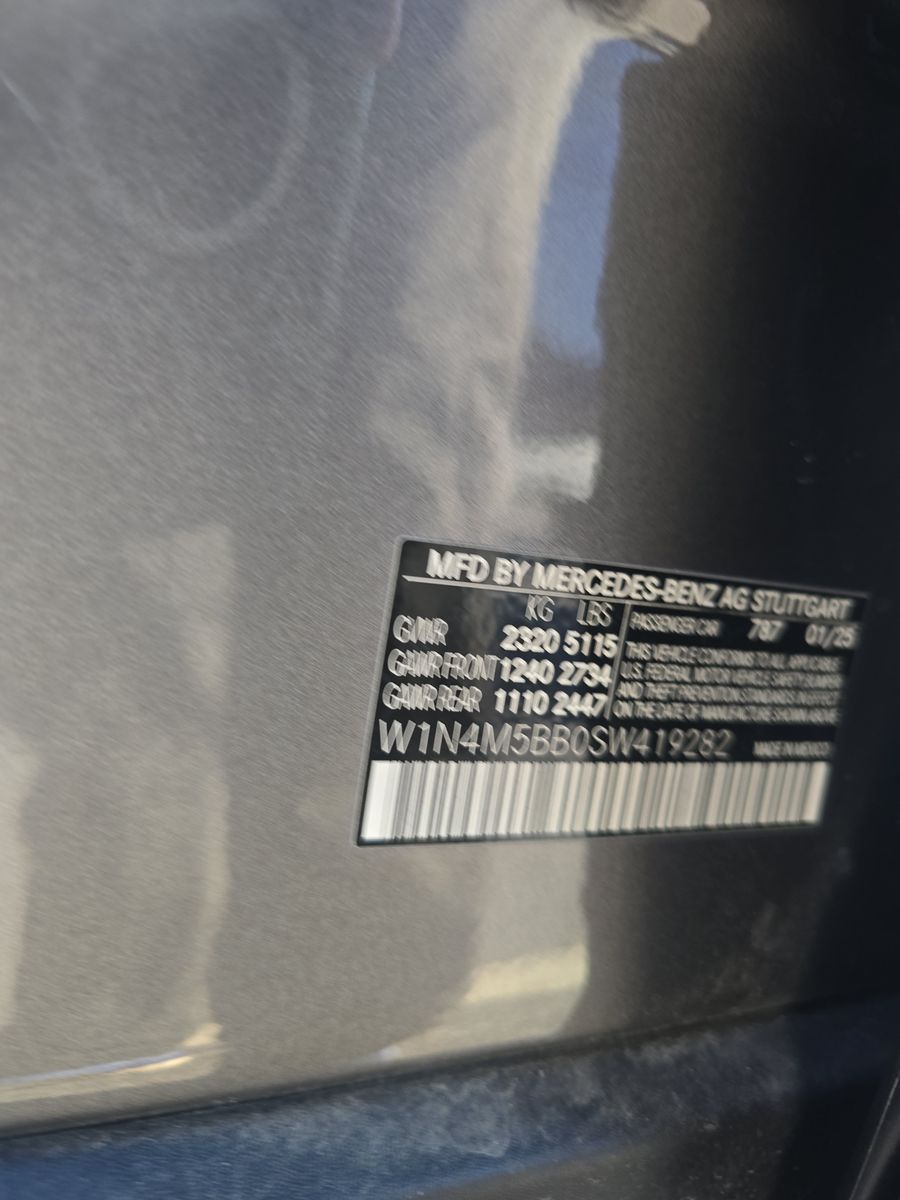 MFD BY MERCEDES-BENZ AG STUTTGART
KG LBS
GVWR 2320 5115
GAWR FRONT 1240 2734
GAWR REAR 1110 2447
PASSENGER CAR 787 01/25
THIS VEHICLE CONFORMS TO ALL APPLICABLE
U.S. FEDERAL MOTOR VEHICLE SAFETY BUMPER
AND THEFT PREVENTION STANDARDS IN EFFECT
ON THE DATE OF MANUFACTURE SHOWN ABOVE
W1N4M5BB0SW419282
MADE IN MEXICO